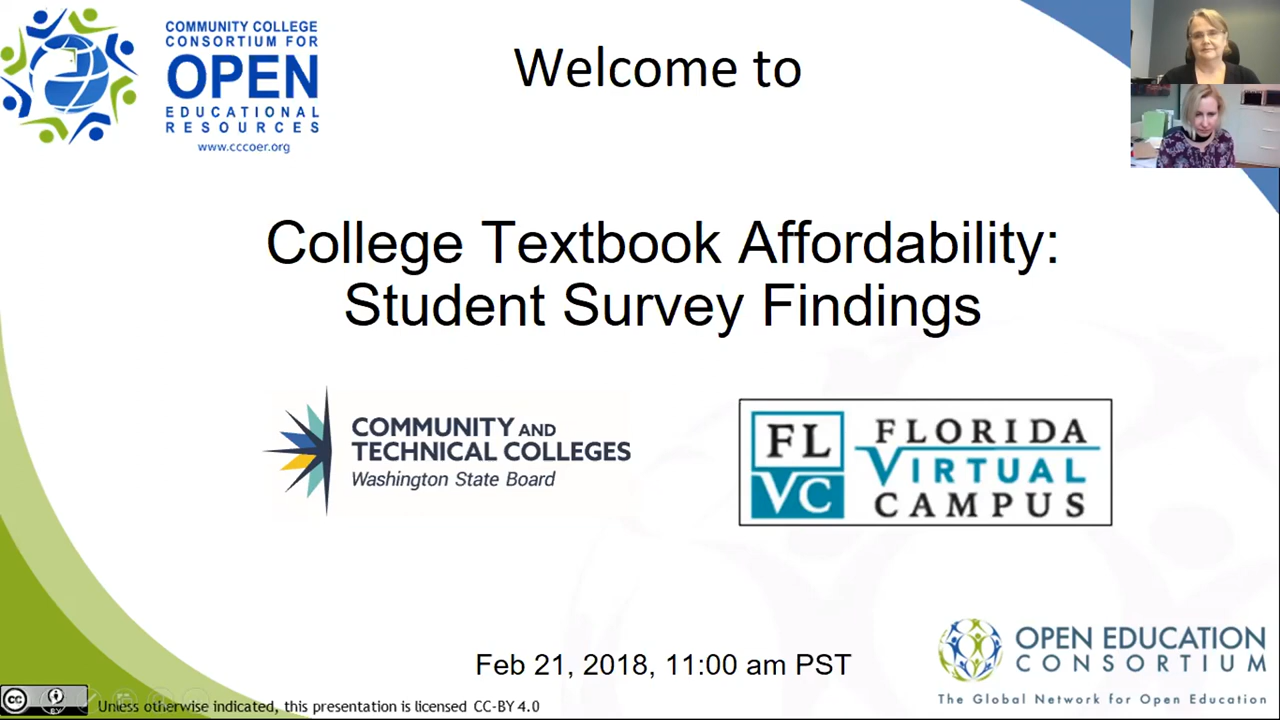 COMMUNITY COLLEGE
CONSORTIUM FOR
OPEN
EDUCATIONAL
RESOURCES
www.cccoer.org
Welcome to
College Textbook Affordability:
Student Survey Findings
COMMUNITY AND
TECHNICAL COLLEGES
Washington State Board
FL
VC
FLORIDA
VIRTUAL
CAMPUS
Feb 21, 2018, 11:00 am PST
OPEN EDUCATION
CONSORTIUM
The Global Network for Open Education
cc
BY
Unless otherwise indicated, this presentation is licensed CC-BY 4.0